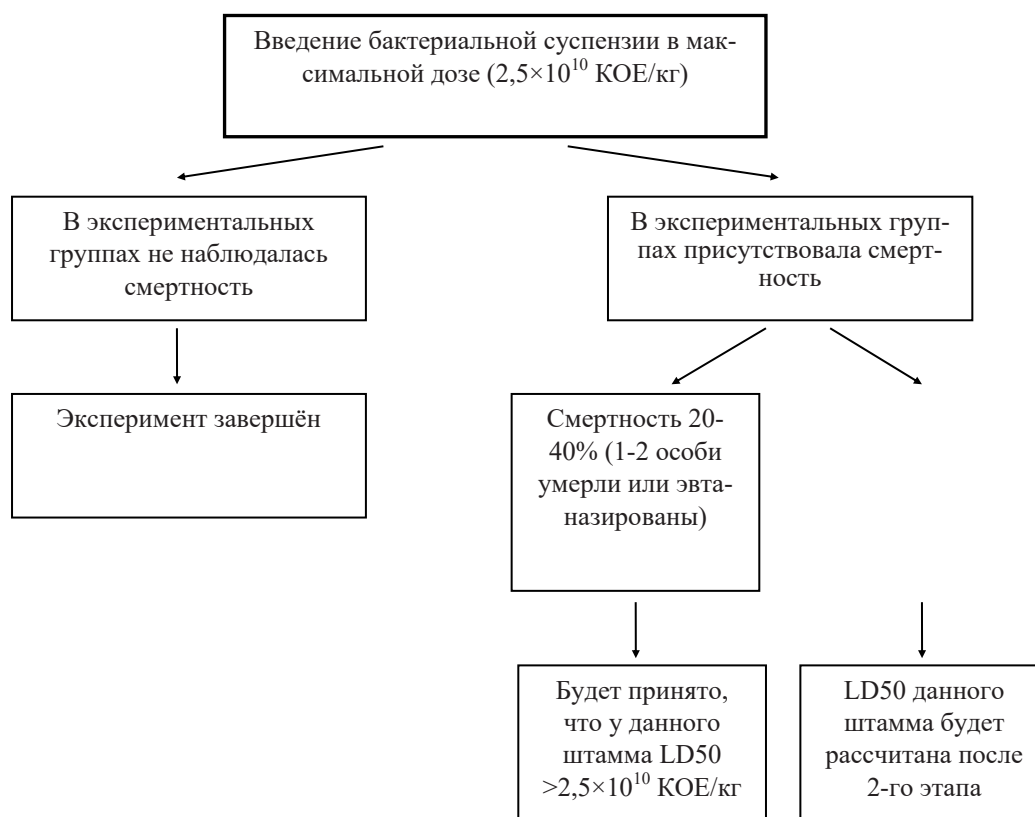 Введение бактериальной суспензии в мак-
симальной дозе (2,5×10¹⁰ КОЕ/кг)
В экспериментальных
группах не наблюдалась
смертность
В экспериментальных груп-
пах присутствовала смерт-
ность
Эксперимент завершён
Смертность 20-
40% (1-2 особи
умерли или эвта-
назированы)
Будет принято,
что у данного
штамма LD50
>2,5×10¹⁰ КОЕ/кг
LD50 данного
штамма будет
рассчитана после
2-го этапа